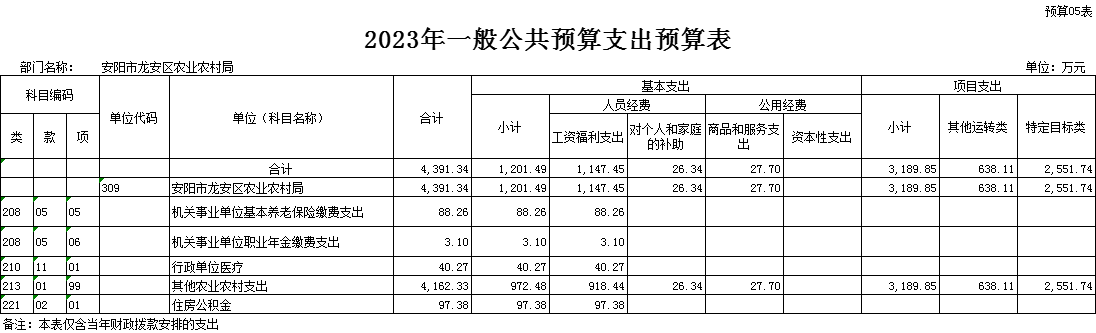 预算05表
2023年一般公共预算支出预算表
部门名称： 安阳市龙安区农业农村局 单位：万元
科目编码 单位代码 单位（科目名称） 合计 基本支出 项目支出
小计 人员经费 公用经费 小计 其他运转类 特定目标类
类 款 项 工资福利支出 对个人和家庭的补助 商品和服务支出 资本性支出
合计 4,391.34 1,201.49 1,147.45 26.34 27.70 3,189.85 638.11 2,551.74
309 安阳市龙安区农业农村局 4,391.34 1,201.49 1,147.45 26.34 27.70 3,189.85 638.11 2,551.74
208 05 05 机关事业单位基本养老保险缴费支出 88.26 88.26 88.26
208 05 06 机关事业单位职业年金缴费支出 3.10 3.10 3.10
210 11 01 行政单位医疗 40.27 40.27 40.27
213 01 99 其他农业农村支出 4,162.33 972.48 918.44 26.34 27.70 3,189.85 638.11 2,551.74
221 02 01 住房公积金 97.38 97.38 97.38
备注：本表仅含当年财政拨款安排的支出